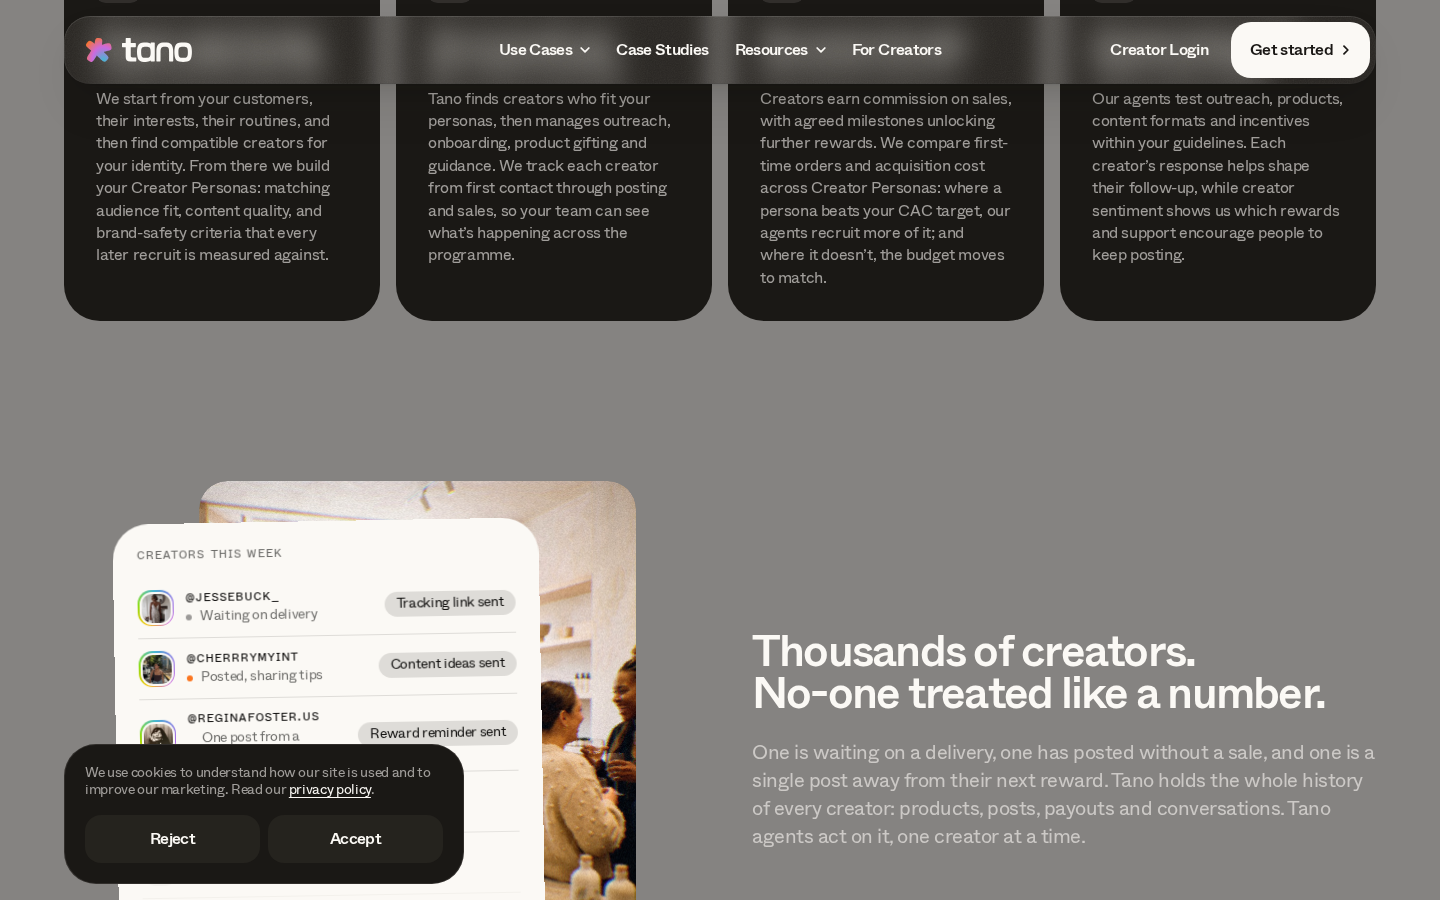 tano
Use Cases
Case Studies
Resources
For Creators
Creator Login
Get started
We start from your customers,
their interests, their routines, and
then find compatible creators for
your identity. From there we build
your Creator Personas: matching
audience fit, content quality, and
brand-safety criteria that every
later recruit is measured against.
Tano finds creators who fit your
personas, then manages outreach,
onboarding, product gifting and
guidance. We track each creator
from first contact through posting
and sales, so your team can see
what's happening across the
programme.
Creators earn commission on sales,
with agreed milestones unlocking
further rewards. We compare first-
time orders and acquisition cost
across Creator Personas: where a
persona beats your CAC target, our
agents recruit more of it; and
where it doesn't, the budget moves
to match.
Our agents test outreach, products,
content formats and incentives
within your guidelines. Each
creator's response helps shape
their follow-up, while creator
sentiment shows us which rewards
and support encourage people to
keep posting.
CREATORS THIS WEEK
@JESSEBUCK_
Waiting on delivery
Tracking link sent
@CHERRRYMYINT
Posted, sharing tips
Content ideas sent
@REGINAFOSTER.US
One post from a
Reward reminder sent
Thousands of creators.
No-one treated like a number.
One is waiting on a delivery, one has posted without a sale, and one is a
single post away from their next reward. Tano holds the whole history
of every creator: products, posts, payouts and conversations. Tano
agents act on it, one creator at a time.
We use cookies to understand how our site is used and to
improve our marketing. Read our privacy policy.
Reject
Accept